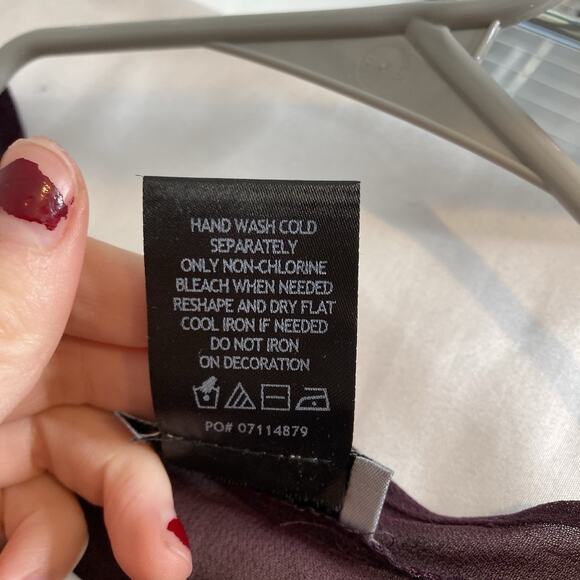 HAND WASH COLD
SEPARATELY
ONLY NON-CHLORINE
BLEACH WHEN NEEDED
RESHAPE AND DRY FLAT
COOL IRON IF NEEDED
DO NOT IRON
ON DECORATION
PO# 07114879